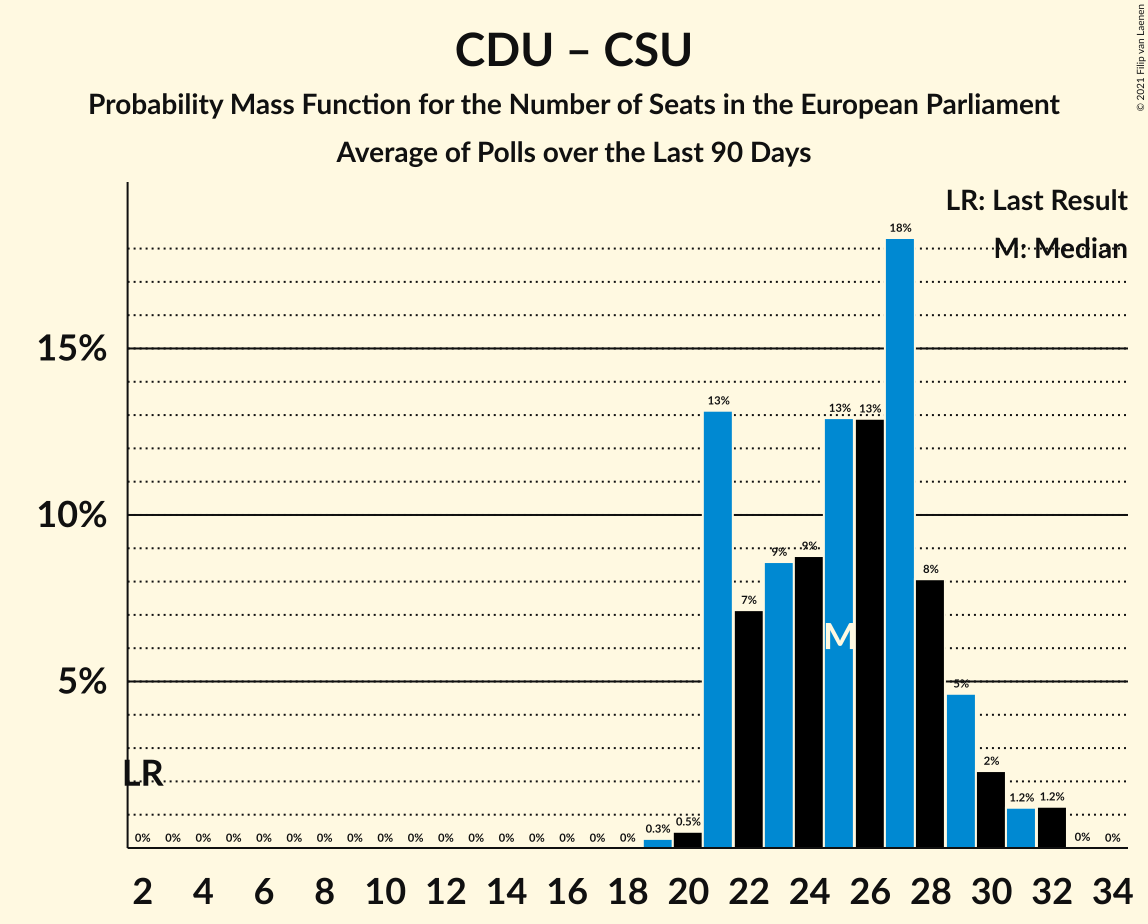 CDU – CSU
Probability Mass Function for the Number of Seats in the European Parliament
Average of Polls over the Last 90 Days
© 2021 Filip van Laenen
LR: Last Result
M: Median
15%
10%
5%
LR
M
0% 0% 0% 0% 0% 0% 0% 0% 0% 0% 0% 0% 0% 0% 0% 0% 0% 0.3% 0.5% 13% 7% 9% 9% 13% 13% 18% 8% 5% 2% 1.2% 1.2% 0% 0%
2 4 6 8 10 12 14 16 18 20 22 24 26 28 30 32 34